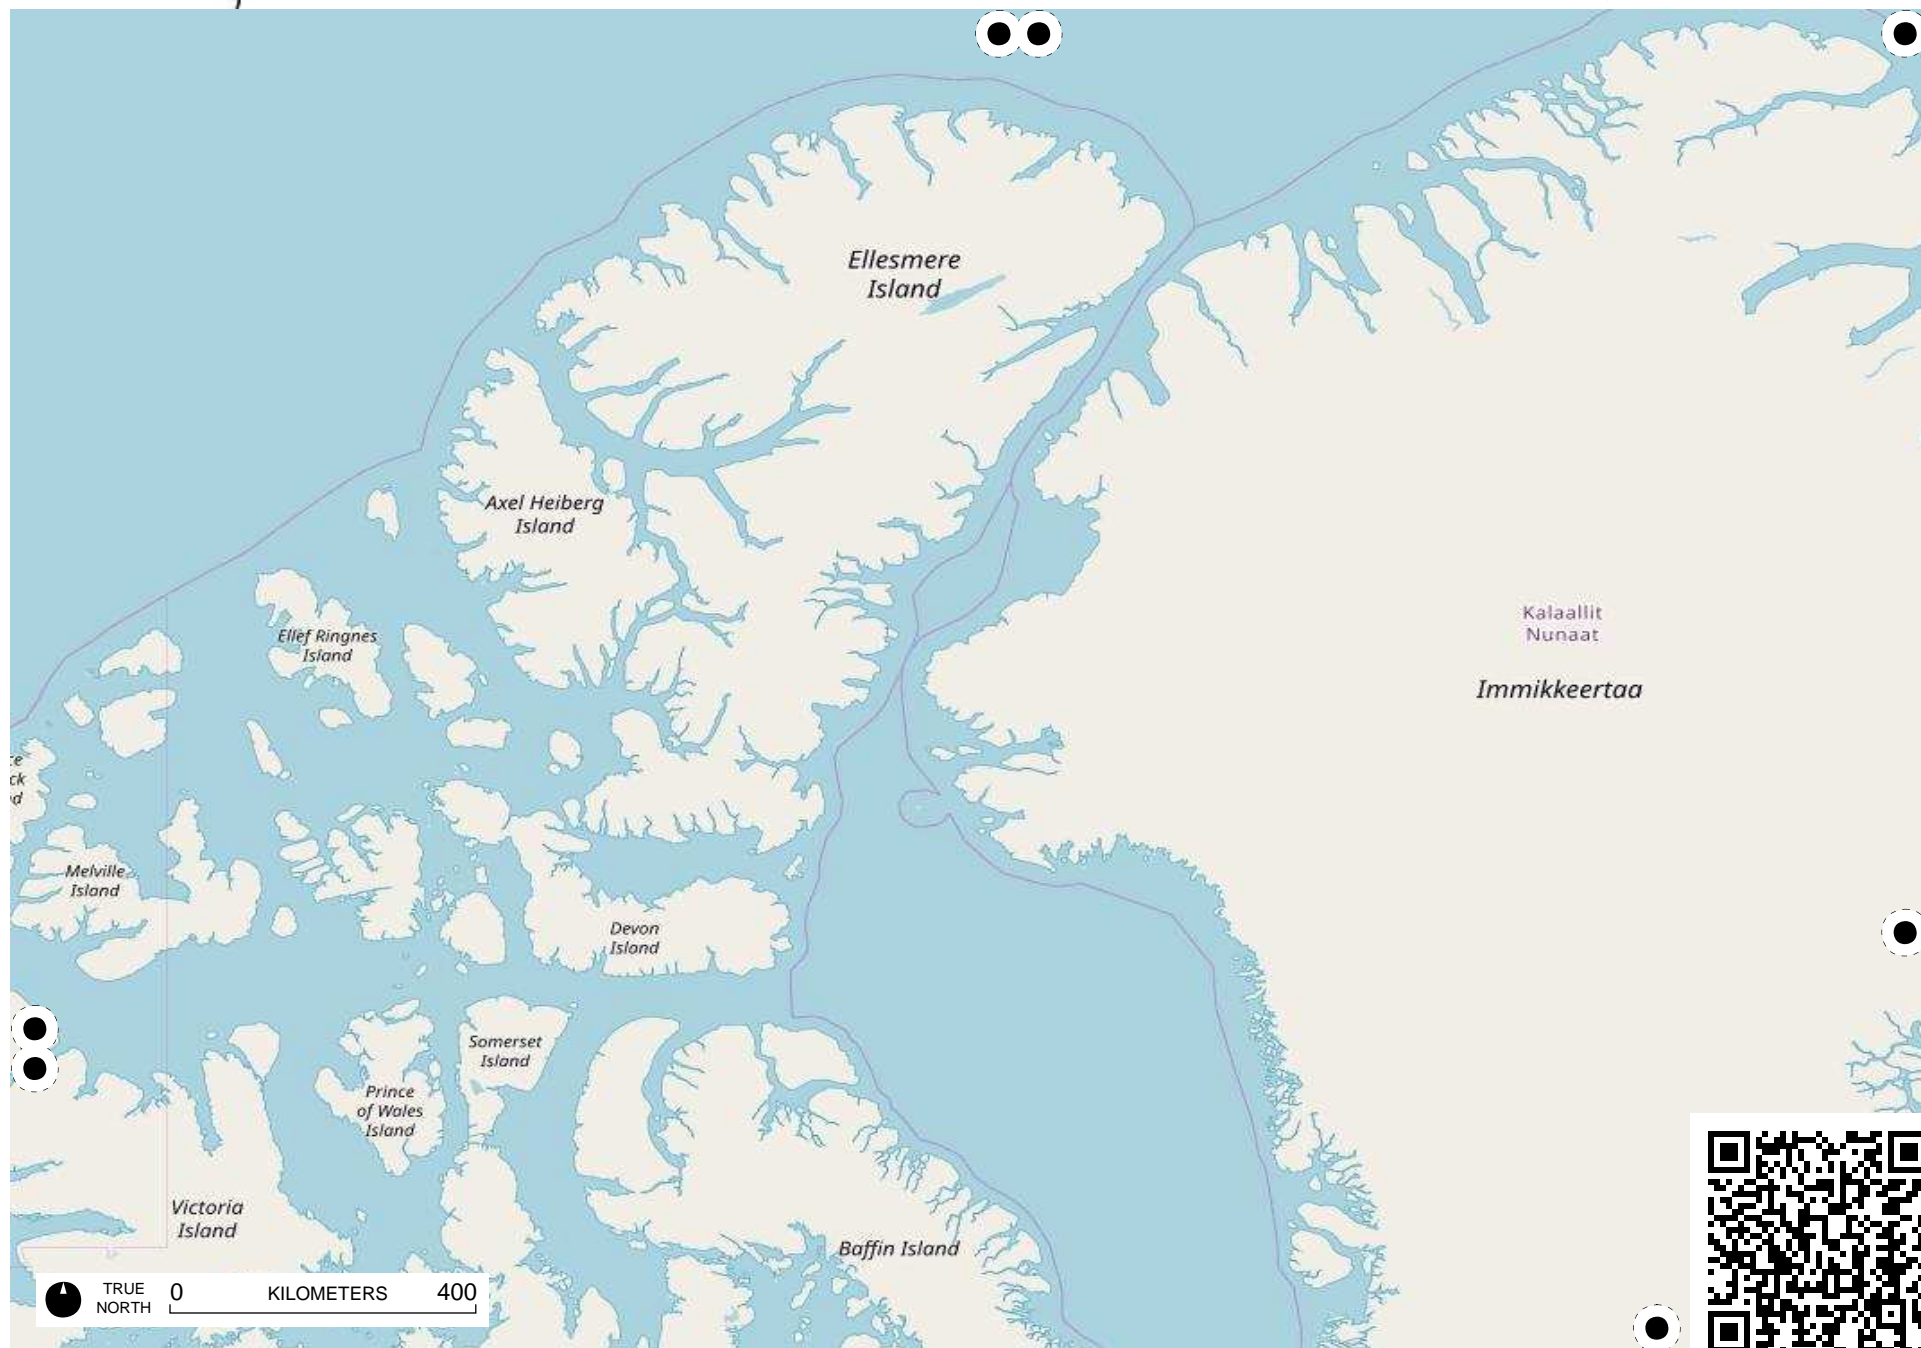 Ellesmere
Island
Axel Heiberg
Island
Kalaallit
Nunaat
Ellef Ringnes
Island
Immikkeertaa
Melville
Island
Devon
Island
Somerset
Island
Prince
of Wales
Island
Victoria
Island
Baffin Island
TRUE
NORTH
0 KILOMETERS 400